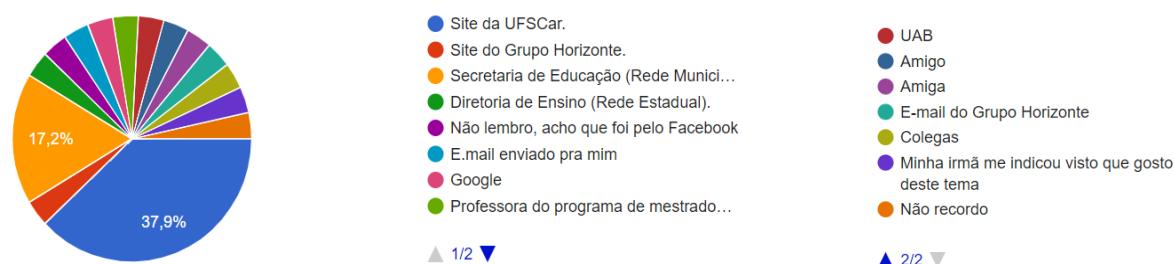 17,2%
37,9%
Site da UFSCar.
Site do Grupo Horizonte.
Secretaria de Educação (Rede Munici…
Diretoria de Ensino (Rede Estadual).
Não lembro, acho que foi pelo Facebook
E.mail enviado pra mim
Google
Professora do programa de mestrado…
1/2
UAB
Amigo
Amiga
E-mail do Grupo Horizonte
Colegas
Minha irmã me indicou visto que gosto
deste tema
Não recordo
2/2